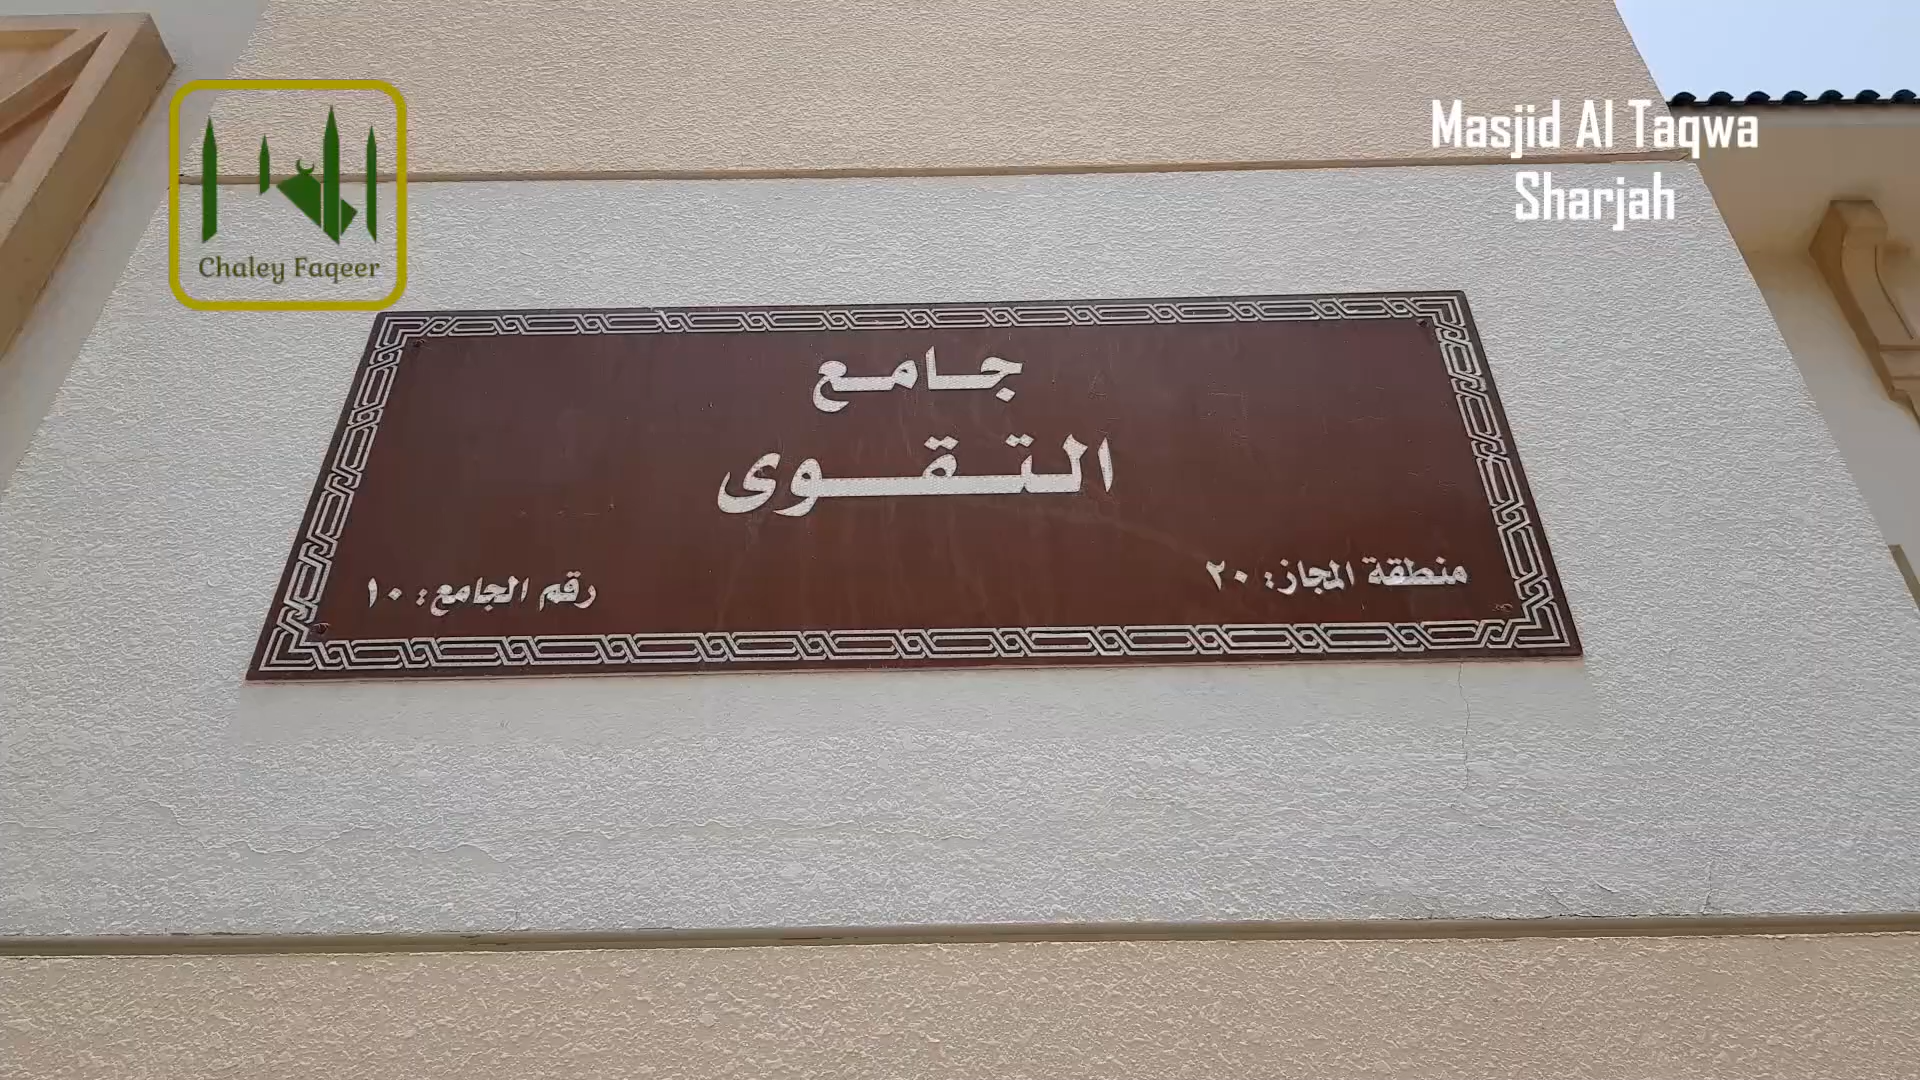 Masjid Al Taqwa
Sharjah
Chaley Faqeer
جامع
التقوى
منطقة المجاز: ٢٠
رقم الجامع: ١٠